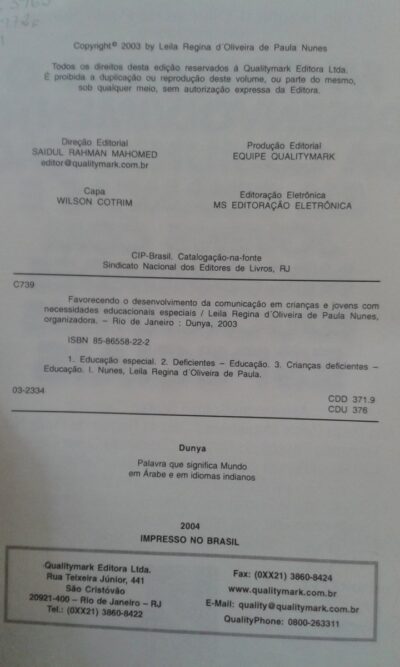 Copyright© 2003 by Leila Regina d'Oliveira de Paula Nunes
Todos os direitos desta edição reservados à Qualitymark Editora Ltda.
É proibida a duplicação ou reprodução deste volume, ou parte do mesmo,
sob qualquer meio, sem autorização expressa da Editora.
Direção Editorial
SAIDUL RAHMAN MAHOMED
editor@qualitymark.com.br
Produção Editorial
EQUIPE QUALITYMARK
Capa
WILSON COTRIM
Editoração Eletrônica
MS EDITORAÇÃO ELETRÔNICA
CIP-Brasil. Catalogação-na-fonte
Sindicato Nacional dos Editores de Livros, RJ
C739
Favorecendo o desenvolvimento da comunicação em crianças e jovens com
necessidades educacionais especiais / Leila Regina d'Oliveira de Paula Nunes,
organizadora. – Rio de Janeiro : Dunya, 2003
ISBN 85-86558-22-2
1. Educação especial. 2. Deficientes – Educação. 3. Crianças deficientes –
Educação. I. Nunes, Leila Regina d'Oliveira de Paula.
03-2334
CDD 371.9
CDU 376
Dunya
Palavra que significa Mundo
em Árabe e em idiomas indianos
2004
IMPRESSO NO BRASIL
Qualitymark Editora Ltda.
Rua Teixeira Júnior, 441
São Cristóvão
20921-400 – Rio de Janeiro – RJ
Tel.: (0XX21) 3860-8422
Fax: (0XX21) 3860-8424
www.qualitymark.com.br
E-Mail: quality@qualitymark.com.br
QualityPhone: 0800-263311